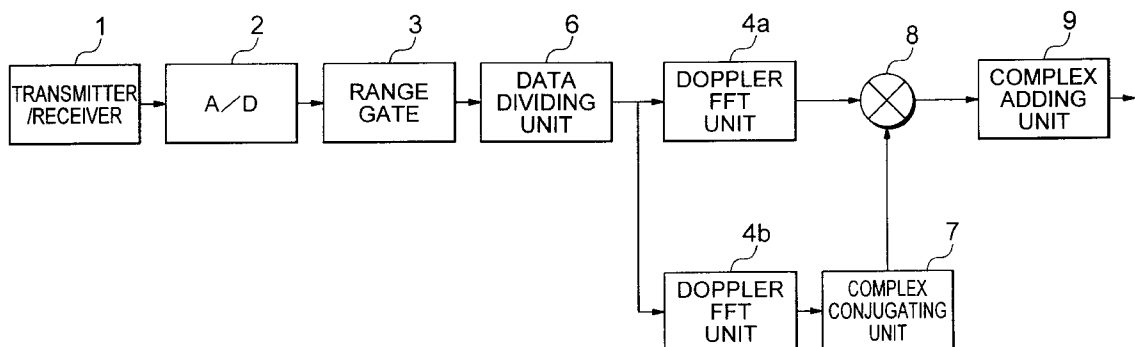 1
2
3
6
4a
8
9
TRANSMITTER
/RECEIVER
A/D
RANGE
GATE
DATA
DIVIDING
UNIT
DOPPLER
FFT
UNIT
COMPLEX
ADDING
UNIT
4b
7
DOPPLER
FFT
UNIT
COMPLEX
CONJUGATING
UNIT